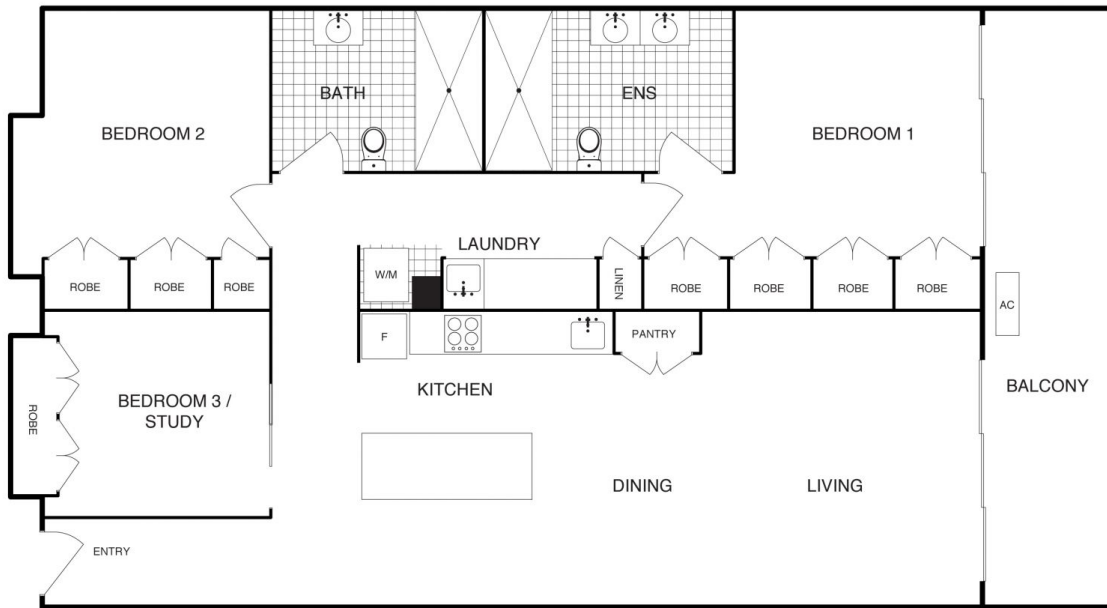 BATH
ENS
BEDROOM 2
BEDROOM 1
LAUNDRY
W/M
ROBE
ROBE
ROBE
LINEN
ROBE
ROBE
ROBE
ROBE
AC
F
PANTRY
KITCHEN
BALCONY
ROBE
BEDROOM 3 /
STUDY
DINING
LIVING
ENTRY